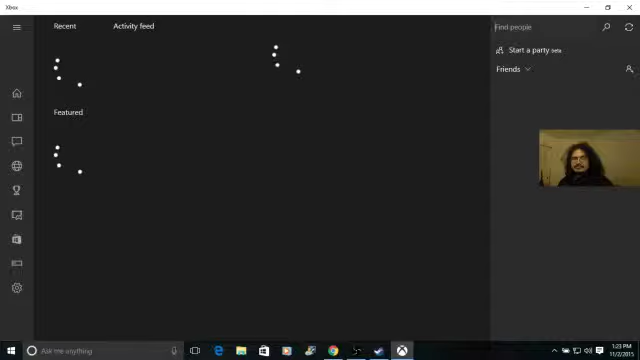 Xbox
Recent
Activity feed
Find people
Start a party BETA
Friends
Featured
Ask me anything
1:23 PM
11/2/2015